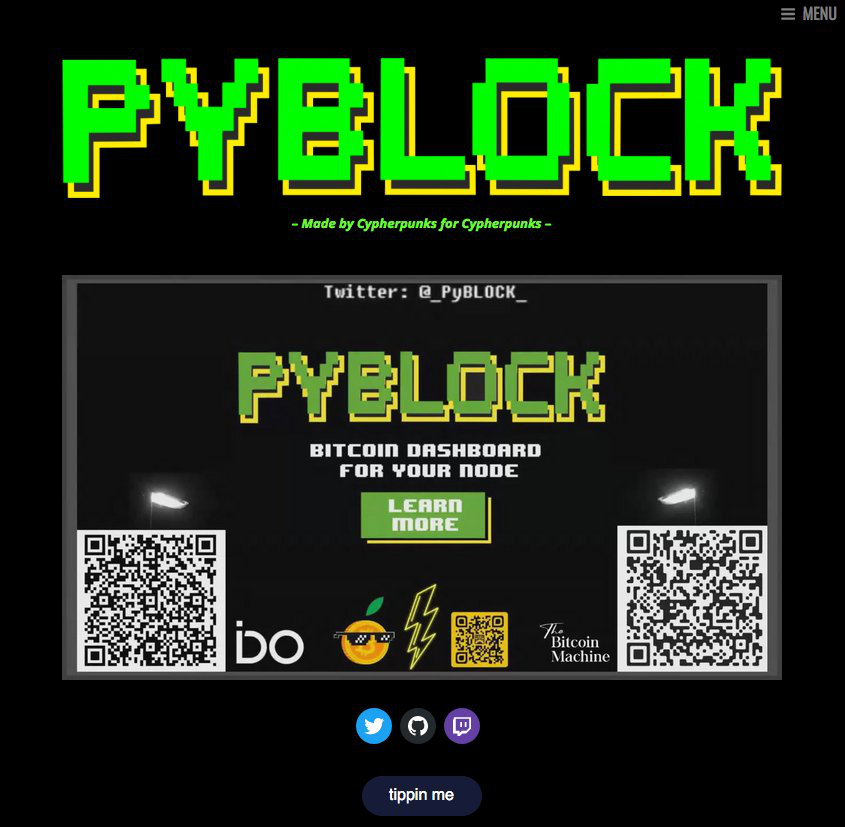 MENU
PYBLOCK
– Made by Cypherpunks for Cypherpunks –
Twitter: @_PyBLOCK_
PYBLOCK
BITCOIN DASHBOARD
FOR YOUR NODE
LEARN
MORE
The
Bitcoin
Machine
tippin me